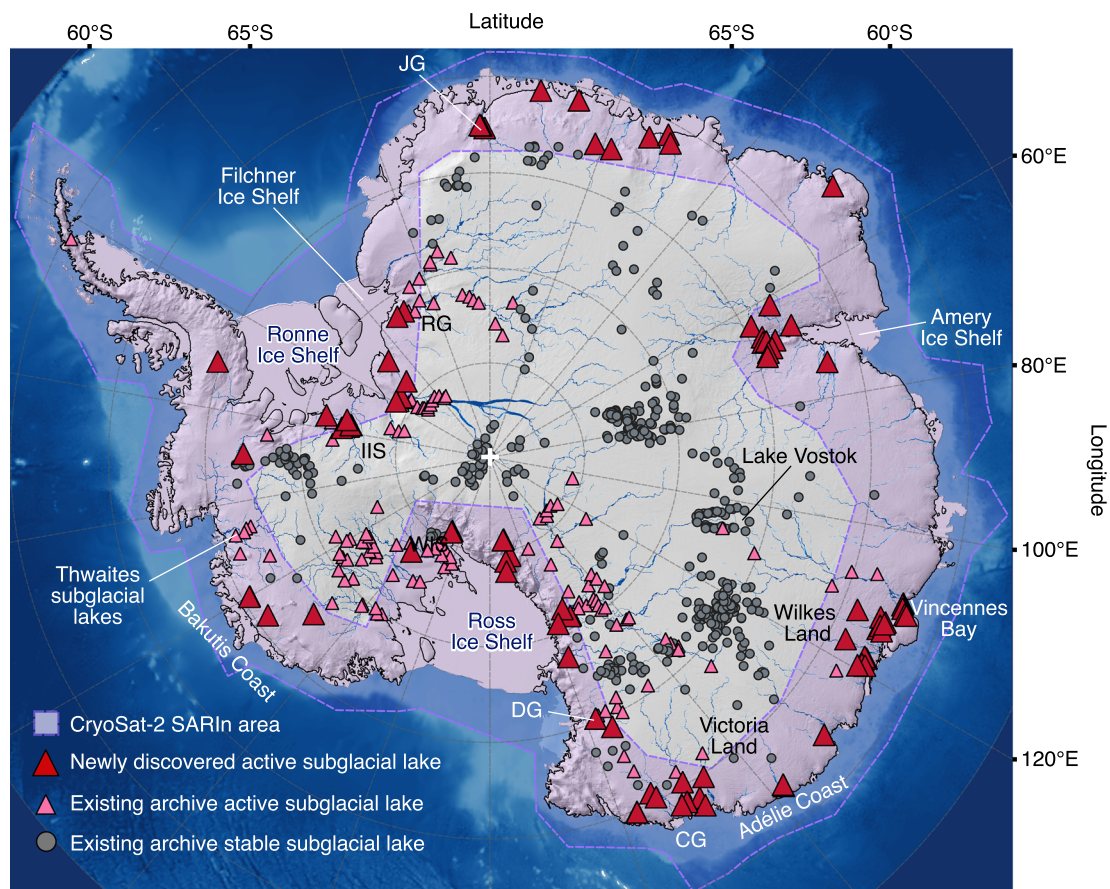 Latitude
60°S
65°S
65°S
60°S
JG
60°E
Filchner
Ice Shelf
RG
Ronne
Ice Shelf
Amery
Ice Shelf
80°E
Longitude
IIS
Lake Vostok
WIS
100°E
Thwaites
subglacial
lakes
Wilkes
Land
Vincennes
Bay
Ross
Ice Shelf
Bakutis Coast
DG
Victoria
Land
120°E
Adélie Coast
CG
CryoSat-2 SARIn area
Newly discovered active subglacial lake
Existing archive active subglacial lake
Existing archive stable subglacial lake